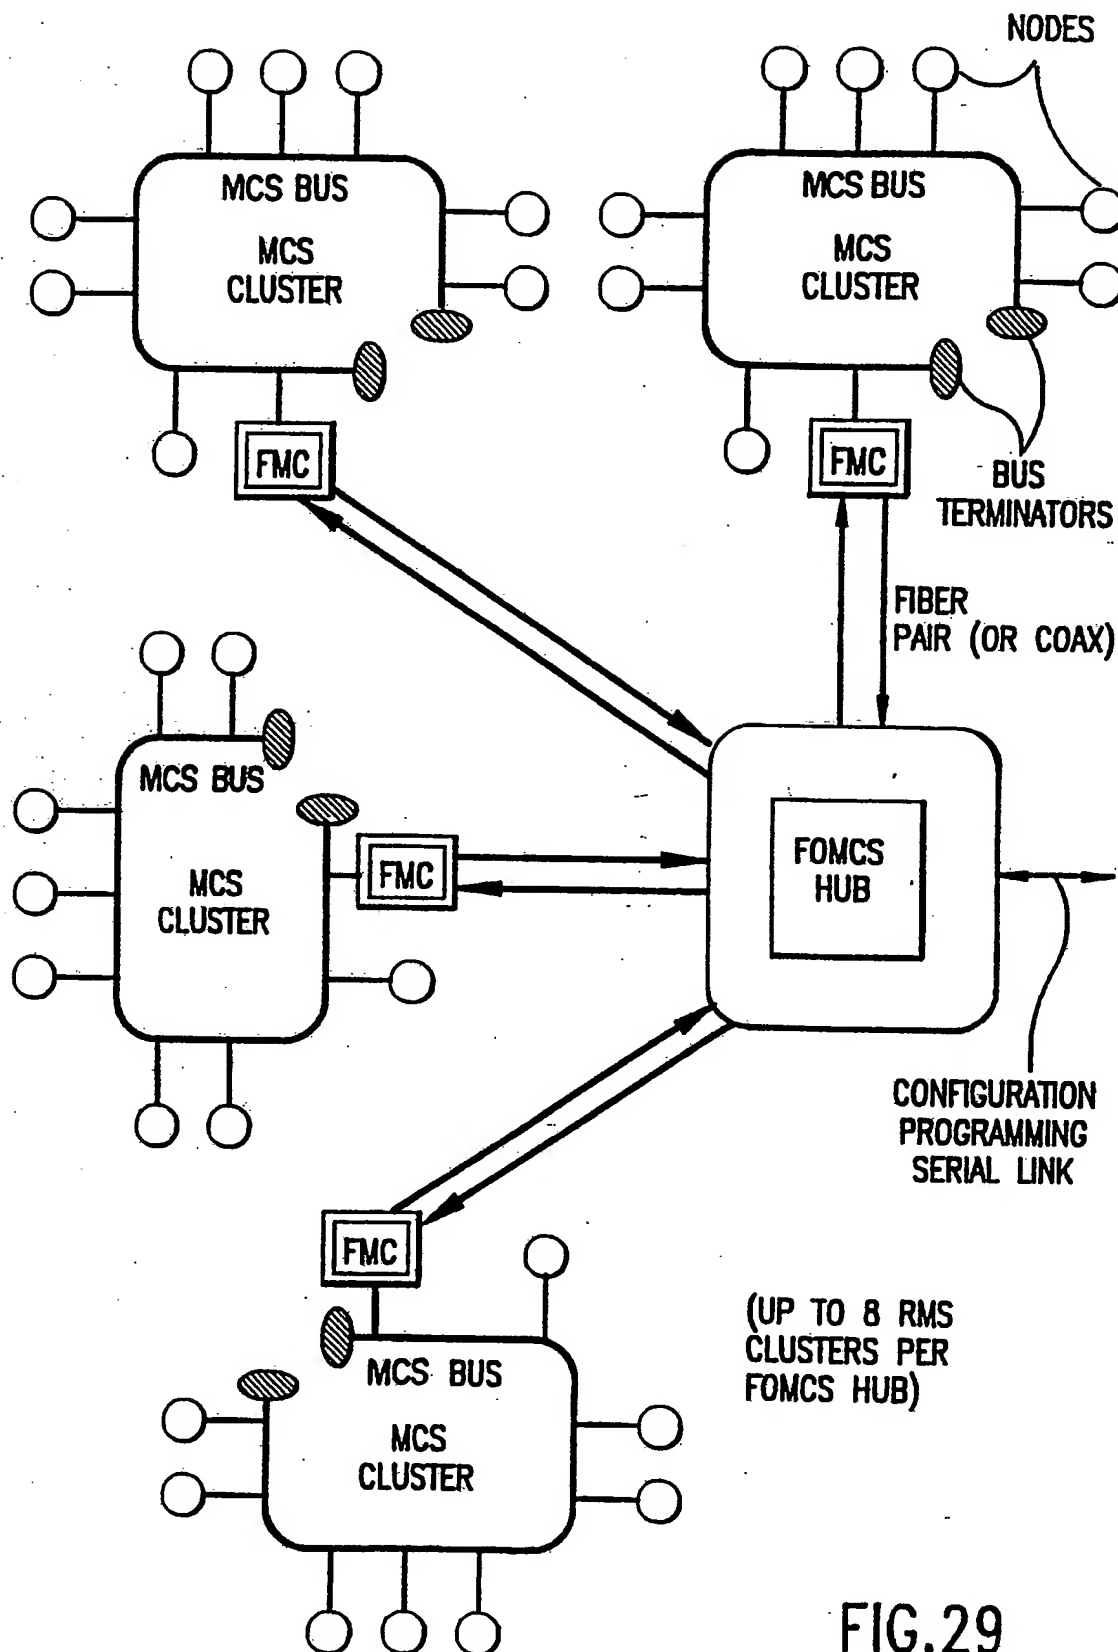 NODES
MCS BUS
MCS
CLUSTER
FMC
MCS BUS
MCS
CLUSTER
FMC
BUS
TERMINATORS
FIBER
PAIR (OR COAX)
MCS BUS
MCS
CLUSTER
FMC
FOMCS
HUB
CONFIGURATION
PROGRAMMING
SERIAL LINK
FMC
MCS BUS
MCS
CLUSTER
(UP TO 8 RMS
CLUSTERS PER
FOMCS HUB)
FIG.29